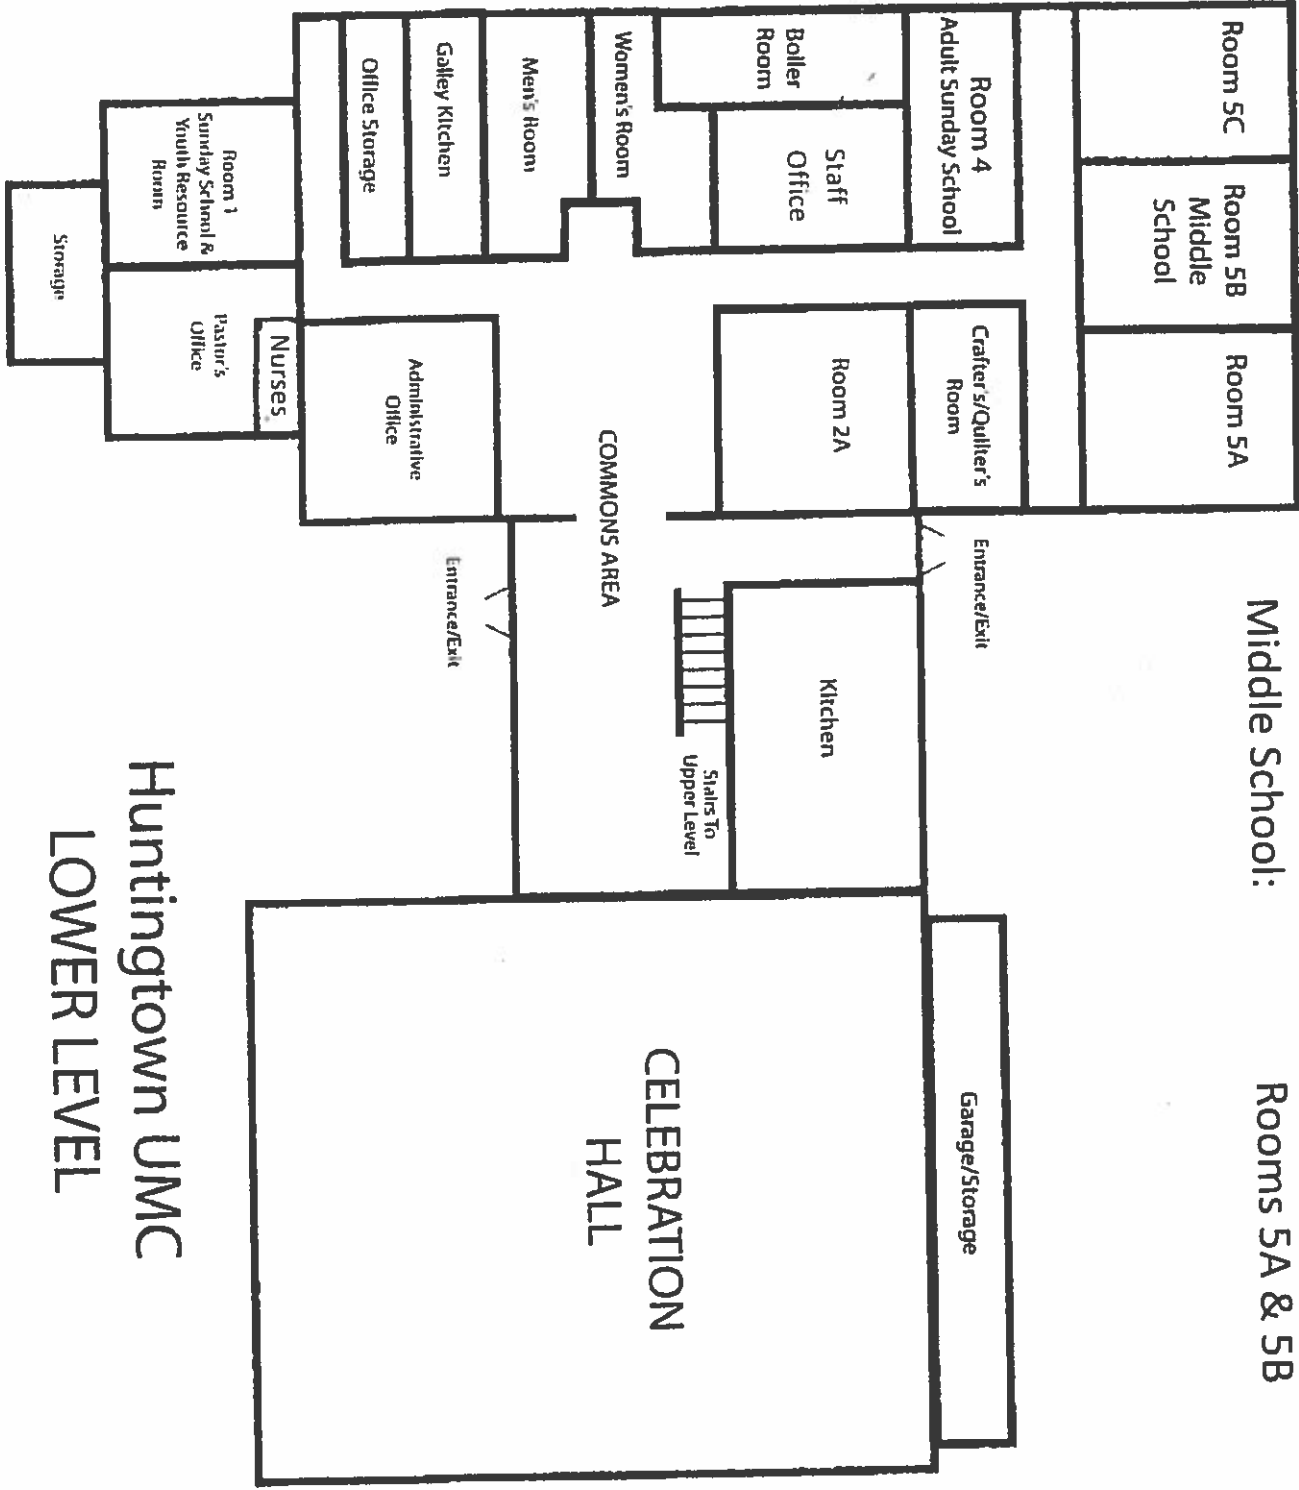 Middle School:
Rooms 5A & 5B
Room 5C
Room 5B
Middle
School
Room 5A
Room 4
Adult Sunday School
Crafter's/Quilter's
Room
Entrance/Exit
Garage/Storage
Boiler
Room
Staff
Office
Room 2A
Kitchen
Women's Room
Stairs To
Upper Level
Men's Room
COMMONS AREA
CELEBRATION
HALL
Galley Kitchen
Office Storage
Administrative
Office
Entrance/Exit
Room 1
Sunday School &
Youth Resource
Room
Nurses
Pastor's
Office
Storage
Huntingtown UMC
LOWER LEVEL